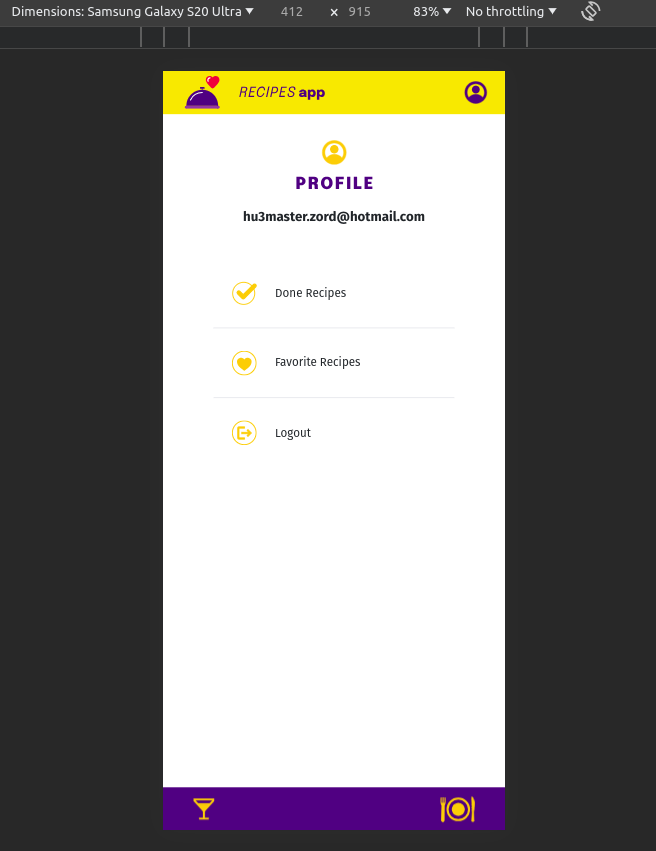 Dimensions: Samsung Galaxy S20 Ultra 412 × 915 83% No throttling
RECIPES app
PROFILE
hu3master.zord@hotmail.com
Done Recipes
Favorite Recipes
Logout